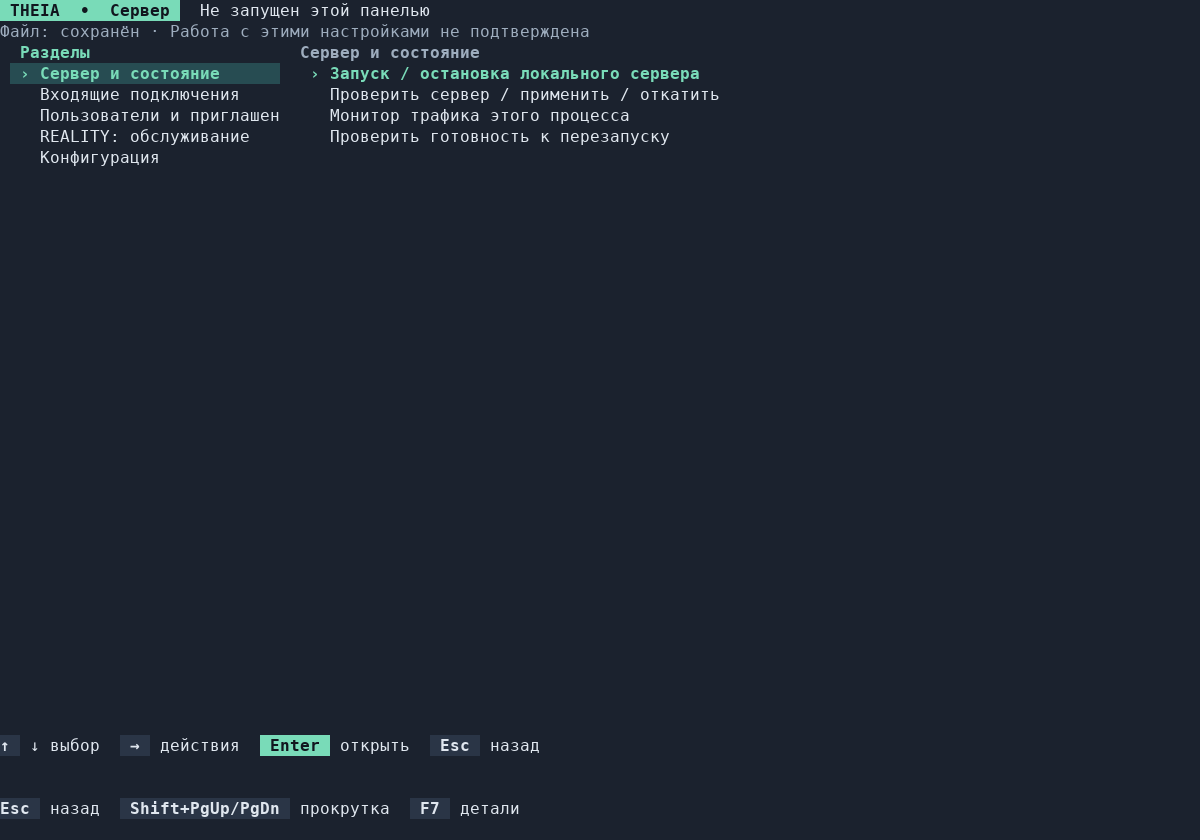 THEIA • Сервер Не запущен этой панелью
Файл: сохранён · Работа с этими настройками не подтверждена
Разделы Сервер и состояние
› Сервер и состояние › Запуск / остановка локального сервера
Входящие подключения Проверить сервер / применить / откатить
Пользователи и приглашен Монитор трафика этого процесса
REALITY: обслуживание Проверить готовность к перезапуску
Конфигурация
↑ ↓ выбор → действия Enter открыть Esc назад
Esc назад Shift+PgUp/PgDn прокрутка F7 детали